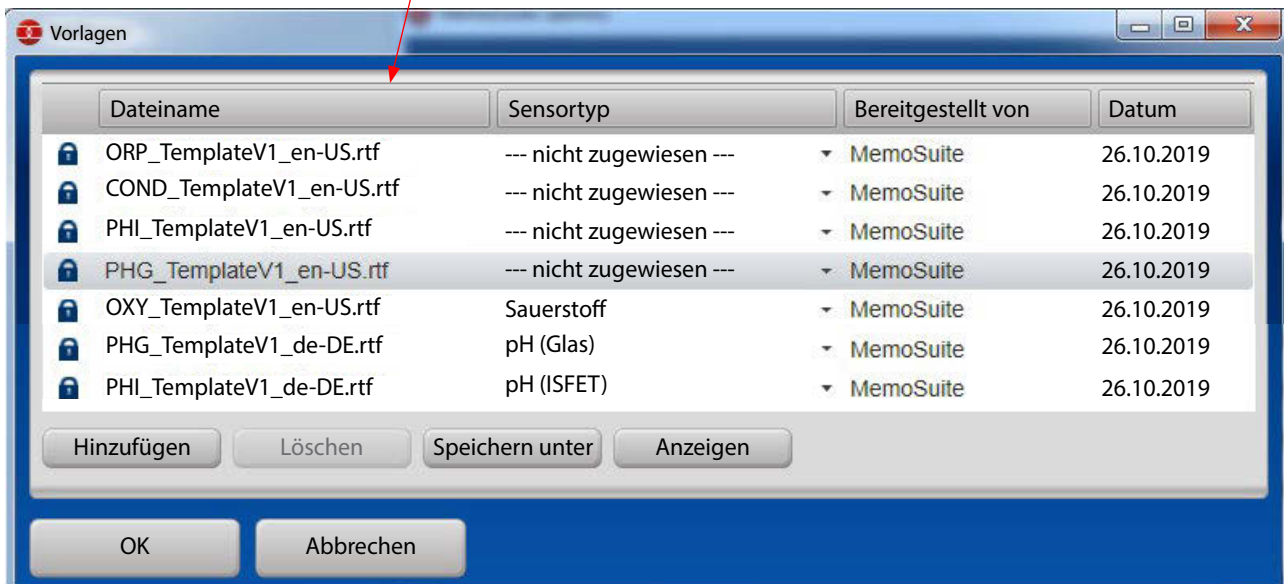 Vorlagen
Dateiname Sensortyp Bereitgestellt von Datum
ORP_TemplateV1_en-US.rtf --- nicht zugewiesen --- MemoSuite 26.10.2019
COND_TemplateV1_en-US.rtf --- nicht zugewiesen --- MemoSuite 26.10.2019
PHI_TemplateV1_en-US.rtf --- nicht zugewiesen --- MemoSuite 26.10.2019
PHG_TemplateV1_en-US.rtf --- nicht zugewiesen --- MemoSuite 26.10.2019
OXY_TemplateV1_en-US.rtf Sauerstoff MemoSuite 26.10.2019
PHG_TemplateV1_de-DE.rtf pH (Glas) MemoSuite 26.10.2019
PHI_TemplateV1_de-DE.rtf pH (ISFET) MemoSuite 26.10.2019
Hinzufügen Löschen Speichern unter Anzeigen
OK Abbrechen